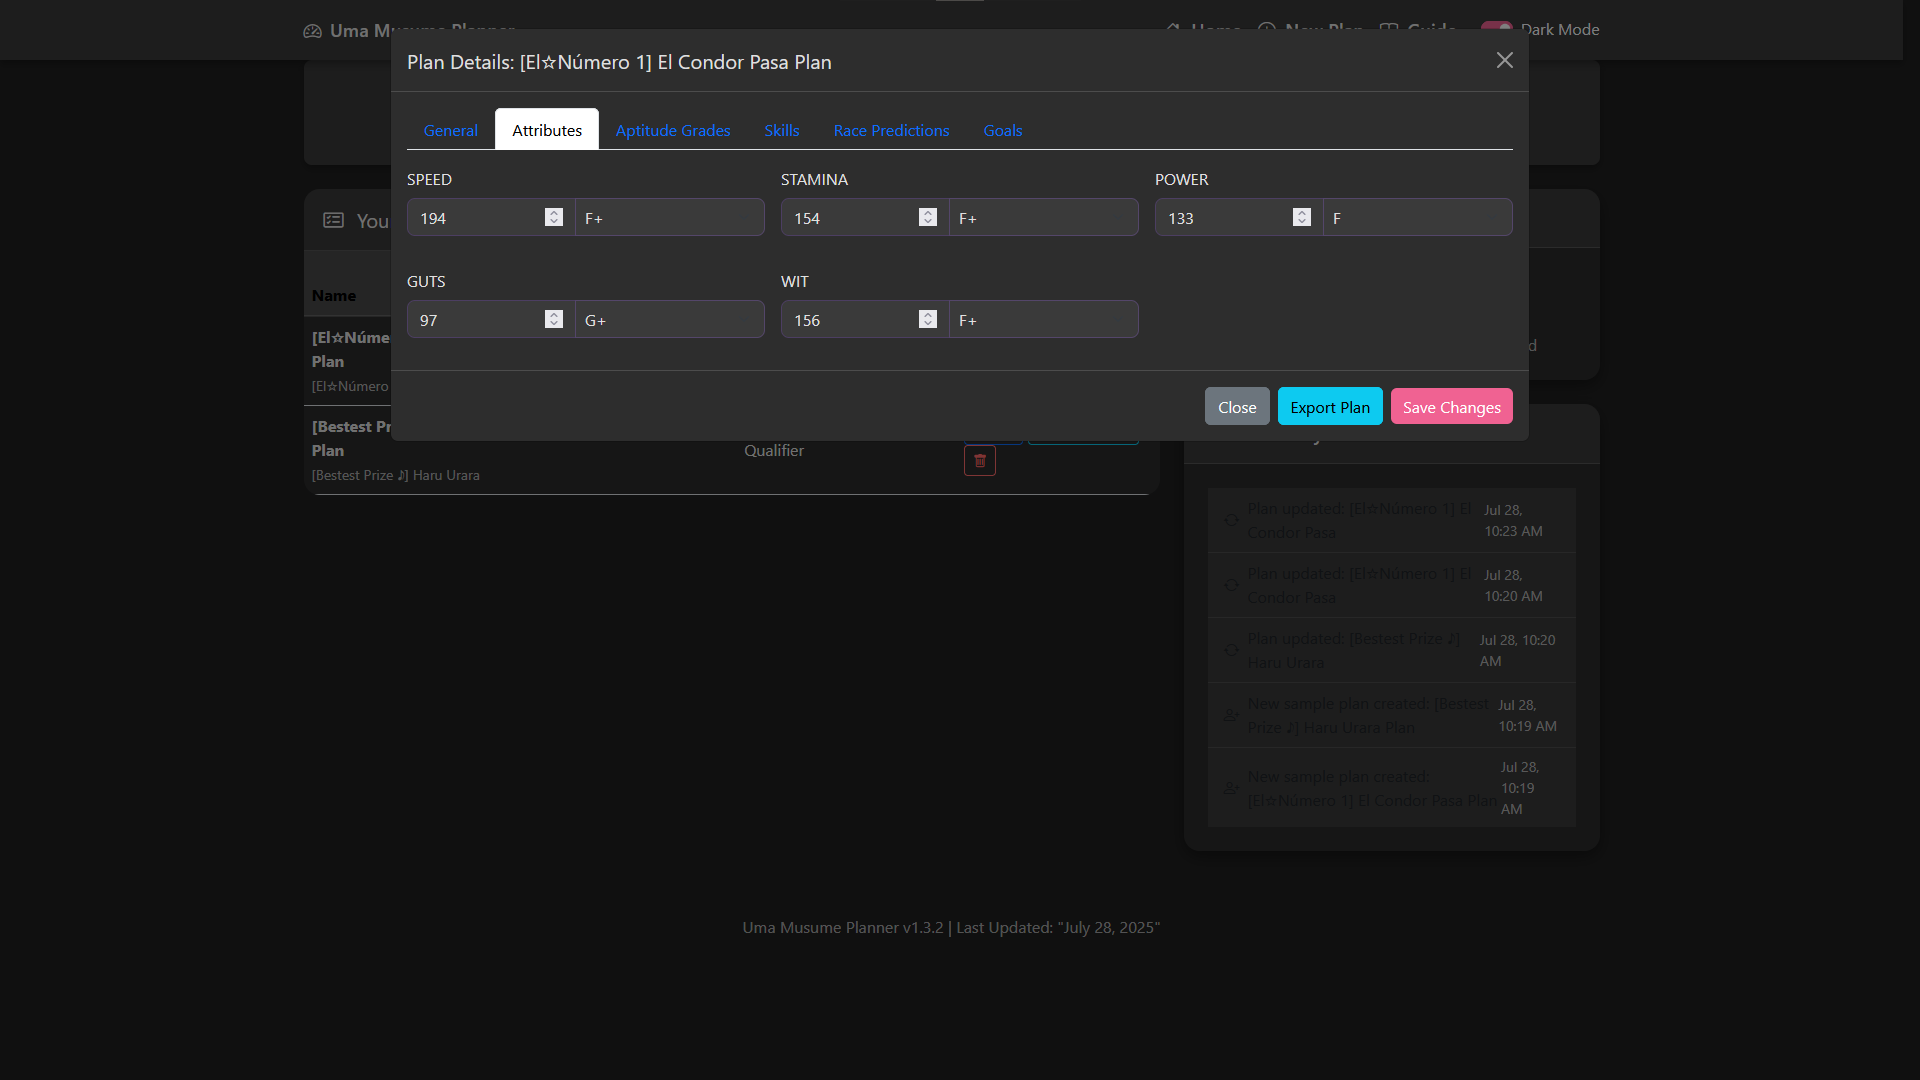 Uma Musume Planner
Home
New Plan
Guide
Dark Mode
Plan Details: [El☆Número 1] El Condor Pasa Plan
General
Attributes
Aptitude Grades
Skills
Race Predictions
Goals
SPEED
STAMINA
POWER
194
F+
154
F+
133
F
GUTS
WIT
97
G+
156
F+
Close
Export Plan
Save Changes
You
Name
[El☆Núme
Plan
[El☆Número
[Bestest Pr
Plan
[Bestest Prize ♪] Haru Urara
Qualifier
d
Plan updated: [El☆Número 1] El
Condor Pasa
Jul 28,
10:23 AM
Plan updated: [El☆Número 1] El
Condor Pasa
Jul 28,
10:20 AM
Plan updated: [Bestest Prize ♪]
Haru Urara
Jul 28, 10:20
AM
New sample plan created: [Bestest
Prize ♪] Haru Urara Plan
Jul 28,
10:19 AM
New sample plan created:
[El☆Número 1] El Condor Pasa Plan
Jul 28,
10:19
AM
Uma Musume Planner v1.3.2 | Last Updated: "July 28, 2025"